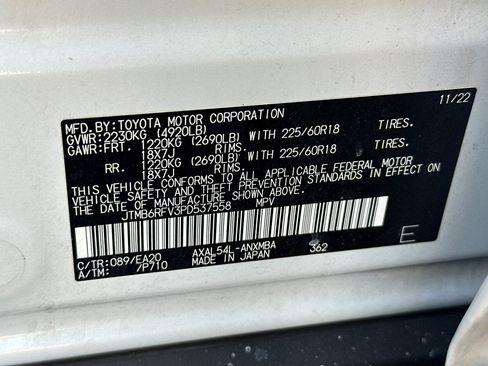 MFD.BY:TOYOTA MOTOR CORPORATION 11/22
GVWR:2230KG (4920LB)
GAWR:FRT. 1220KG (2690LB) WITH 225/60R18 TIRES.
18X7J RIMS.
RR. 1220KG (2690LB) WITH 225/60R18 TIRES.
18X7J RIMS.
THIS VEHICLE CONFORMS TO ALL APPLICABLE FEDERAL MOTOR
VEHICLE SAFETY AND THEFT PREVENTION STANDARDS IN EFFECT ON
THE DATE OF MANUFACTURE SHOWN ABOVE.
JTMB6RFV3PD537558 MPV
C/TR:089/EA20 AXAL54L-ANXMBA 362 E
A/TM: /P710 MADE IN JAPAN